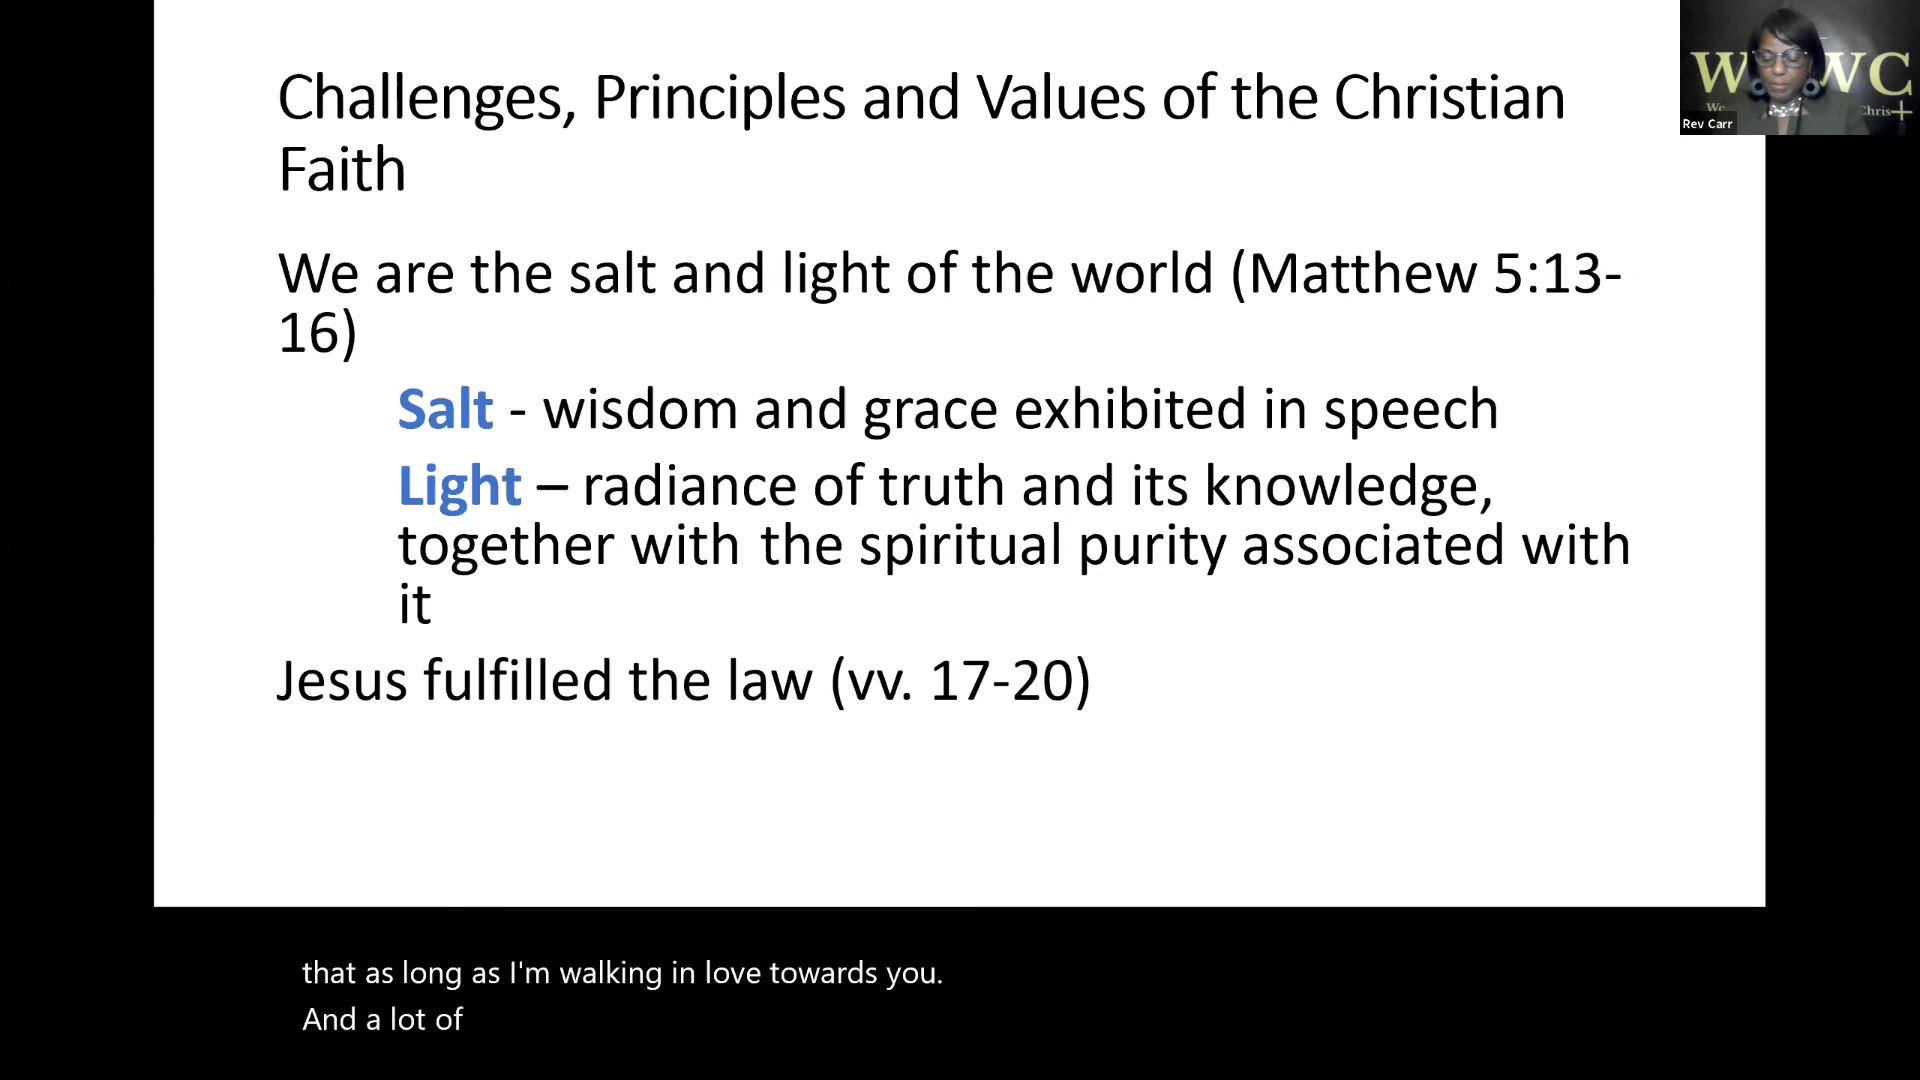 Challenges, Principles and Values of the Christian
Faith
We are the salt and light of the world (Matthew 5:13-
16)
Salt - wisdom and grace exhibited in speech
Light – radiance of truth and its knowledge,
together with the spiritual purity associated with
it
Jesus fulfilled the law (vv. 17-20)
WC
Chris
Rev Carr
that as long as I'm walking in love towards you.
And a lot of